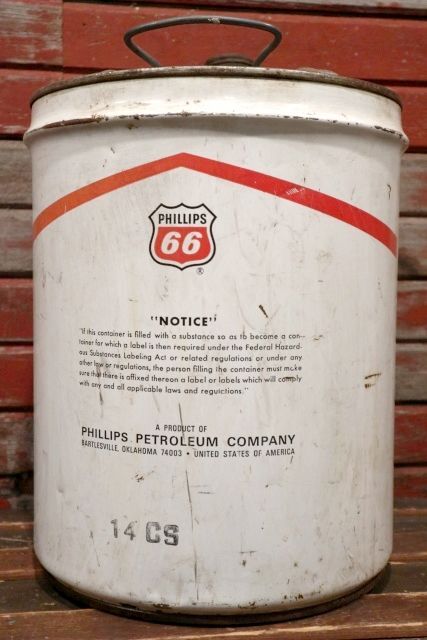 PHILLIPS
66
®
"NOTICE"
"If this container is filled with a substance so as to become a con-
tainer for which a label is then required under the Federal Hazard-
ous Substances Labeling Act or related regulations or under any
other law or regulations, the person filling the container must make
sure that there is affixed thereon a label or labels which will comply
with any and all applicable laws and regulctions."
A PRODUCT OF
PHILLIPS PETROLEUM COMPANY
BARTLESVILLE, OKLAHOMA 74003 • UNITED STATES OF AMERICA
14 CS